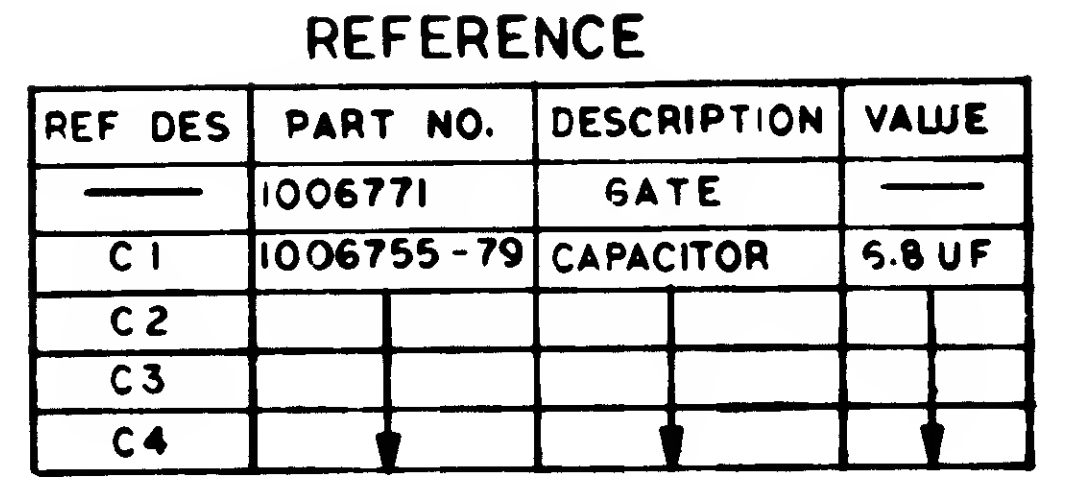 REFERENCE
REF DES PART NO. DESCRIPTION VALUE
1006771 GATE
C1 1006755-79 CAPACITOR 6.8 UF
C2
C3
C4